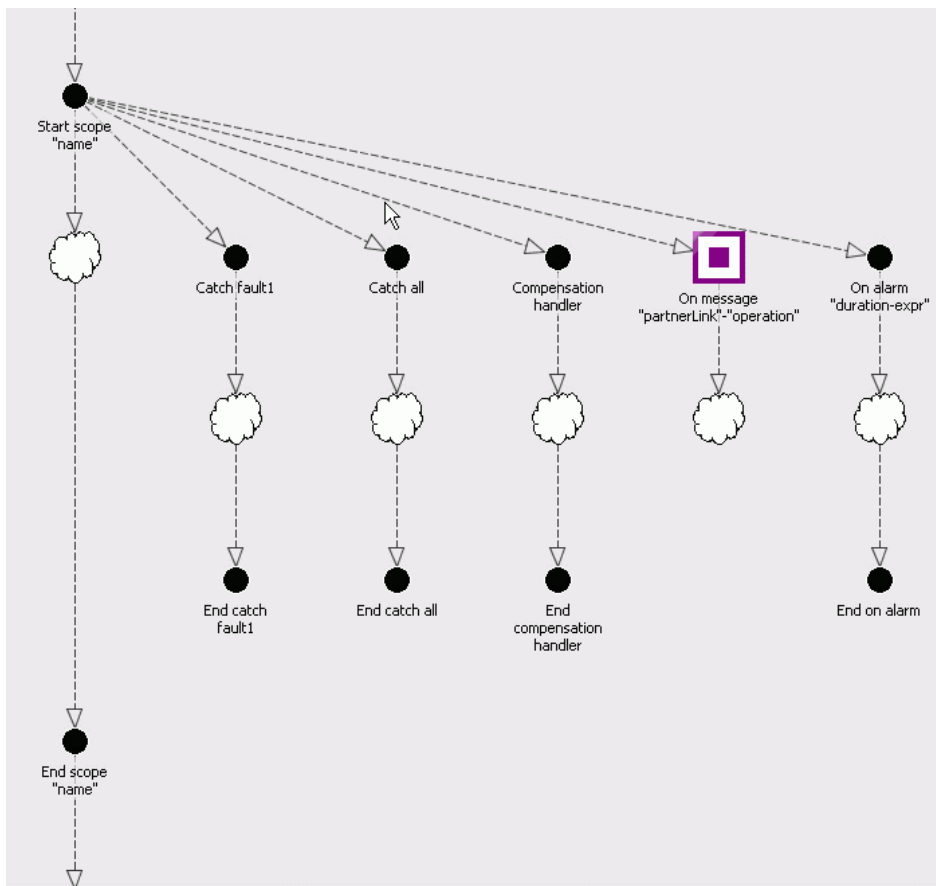 Start scope
"name"
Catch fault1
Catch all
Compensation
handler
On message
"partnerLink"-"operation"
On alarm
"duration-expr"
End catch
fault1
End catch all
End
compensation
handler
End on alarm
End scope
"name"